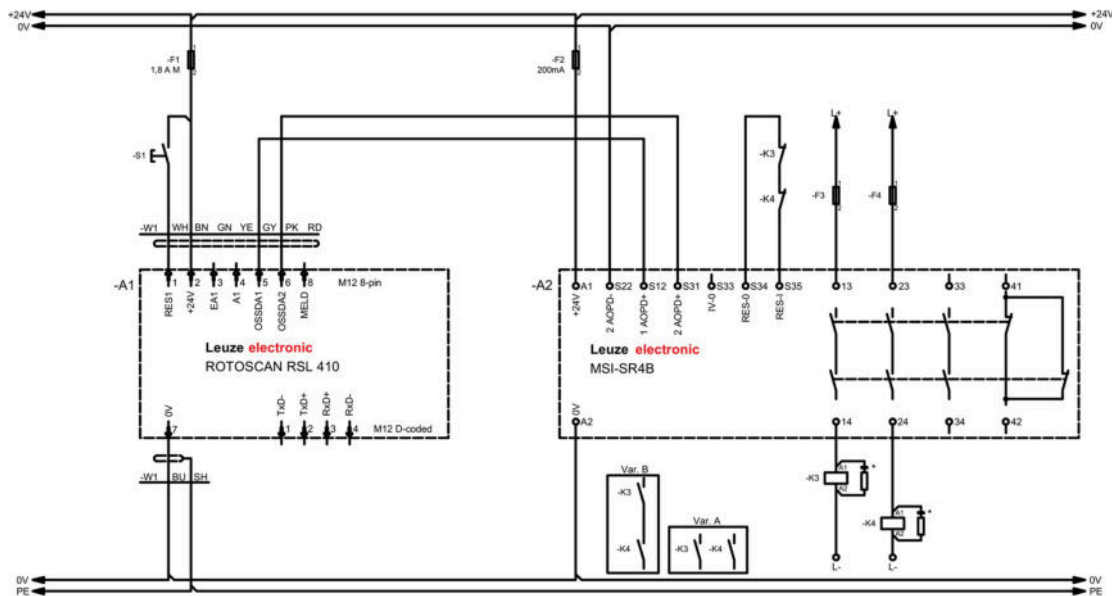 +24V +24V
0V 0V
-F1
1,8 A M
-F2
200mA
L+ L+
-S1
-K3
-K4
-F3 -F4
-W1 WH BN GN YE GY PK RD
-A1
1 2 3 4 5 6 8 M12 8-pin
RES1 +24V EA1 A1 OSSDA1 OSSDA2 MELD
-A2
A1 S22 S12 S31 S33 S34 S35 13 23 33 41
+24V 2 AOPD- 1 AOPD+ 2 AOPD+ IV-0 RES-0 RES-I
Leuze electronic
ROTOSCAN RSL 410
Leuze electronic
MSI-SR4B
0V TxD- TxD+ RxD+ RxD-
7 1 2 3 4 M12 D-coded
0V
A2 14 24 34 42
-W1 BU SH
Var. B
-K3
-K4
Var. A
-K3 -K4
-K3 A1 A2 *
-K4 A1 A2 *
L- L-
0V 0V
PE PE